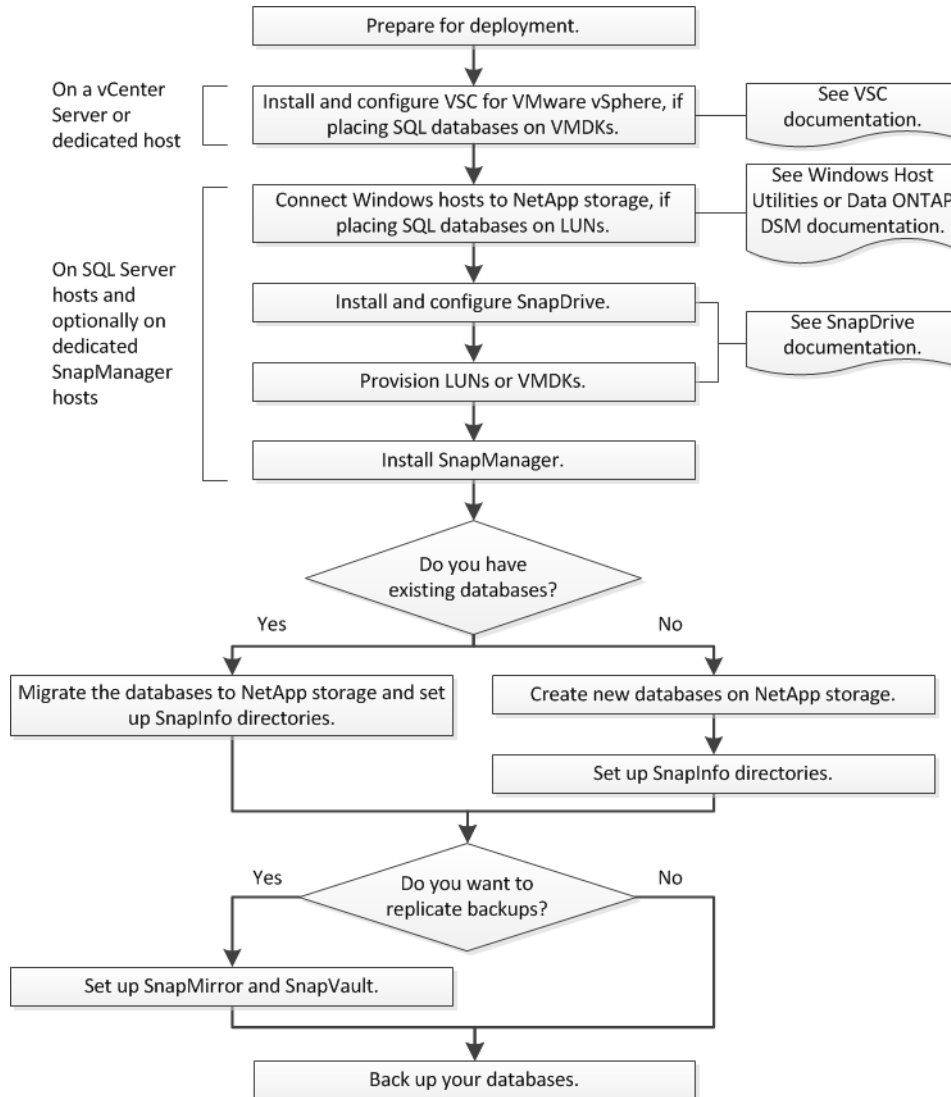 Prepare for deployment.
On a vCenter
Server or
dedicated host
Install and configure VSC for VMware vSphere, if
placing SQL databases on VMDKs.
See VSC
documentation.
Connect Windows hosts to NetApp storage, if
placing SQL databases on LUNs.
See Windows Host
Utilities or Data ONTAP
DSM documentation.
On SQL Server
hosts and
optionally on
dedicated
SnapManager
hosts
Install and configure SnapDrive.
See SnapDrive
documentation.
Provision LUNs or VMDKs.
Install SnapManager.
Do you have
existing databases?
Yes
No
Migrate the databases to NetApp storage and set
up SnapInfo directories.
Create new databases on NetApp storage.
Set up SnapInfo directories.
Do you want to
replicate backups?
Yes
No
Set up SnapMirror and SnapVault.
Back up your databases.